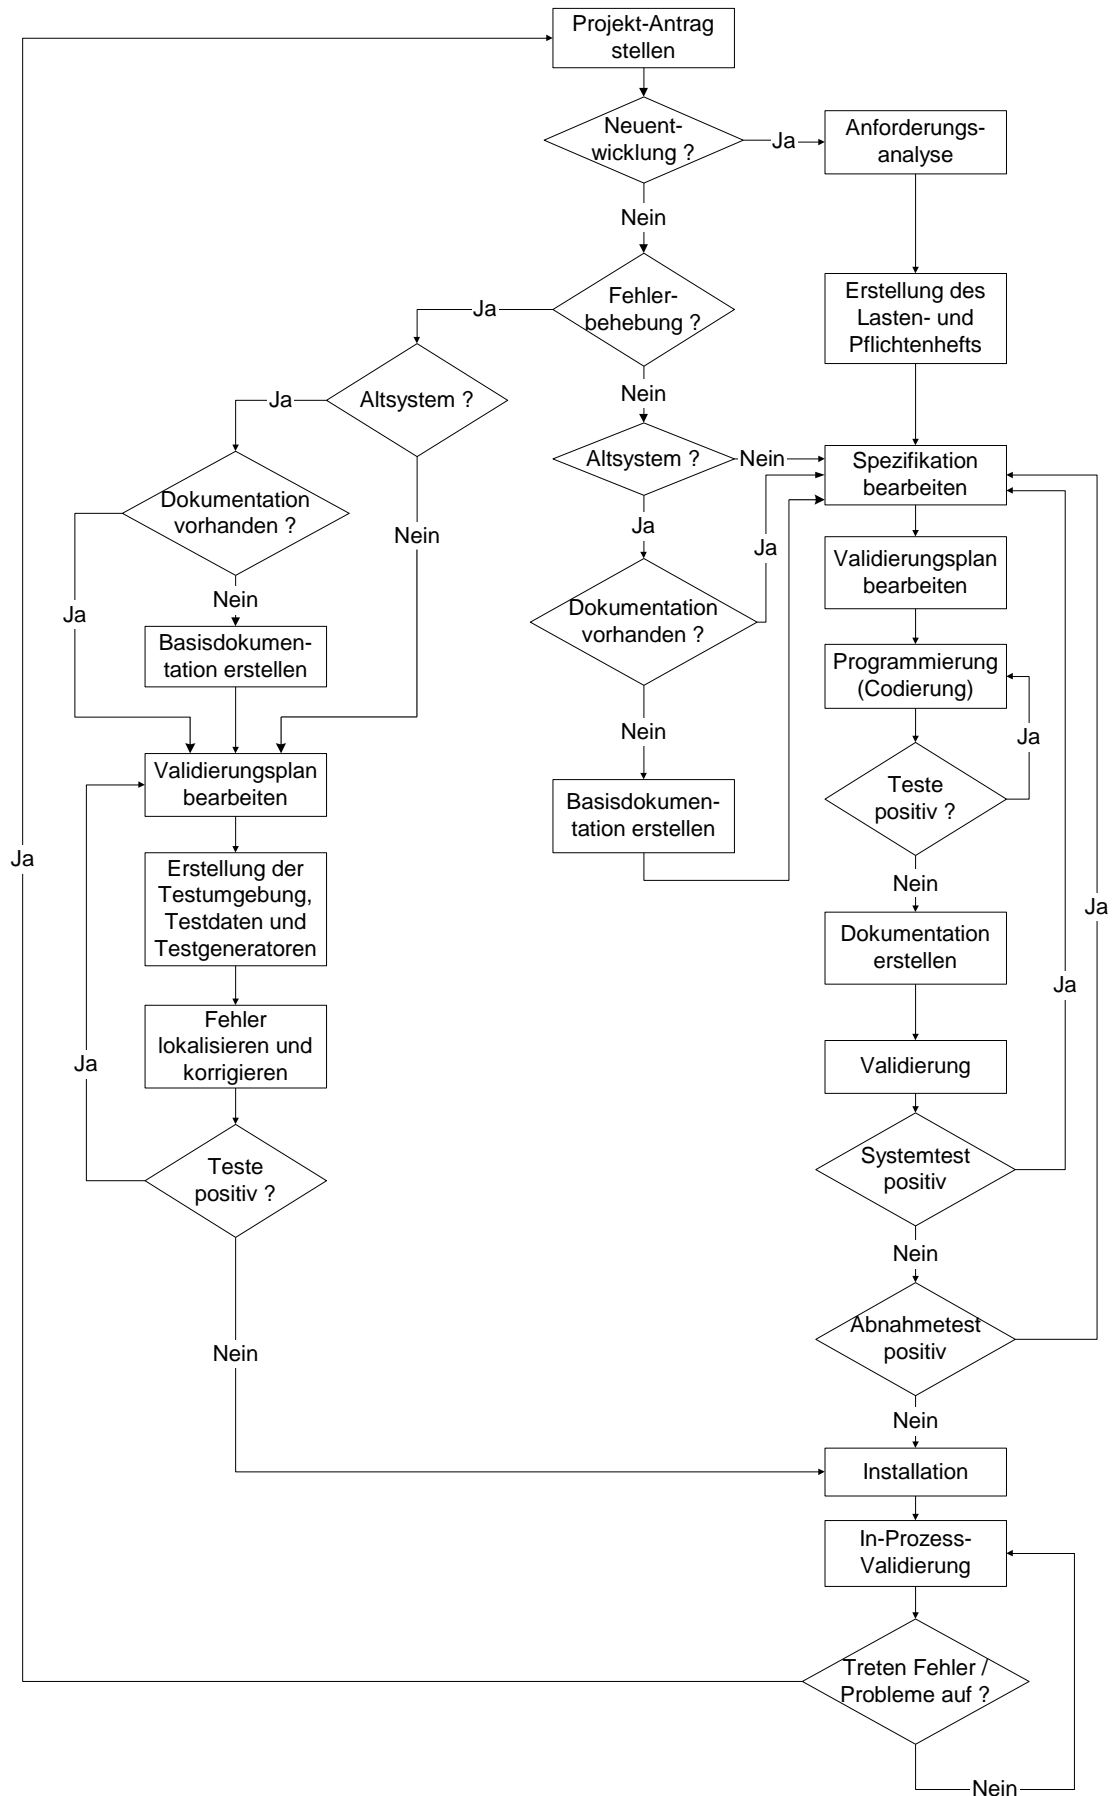 Projekt-Antrag
stellen
Neuent-
wicklung ?
Ja
Anforderungs-
analyse
Nein
Erstellung des
Lasten- und
Pflichtenhefts
Fehler-
behebung ?
Ja
Altsystem ?
Ja
Nein
Dokumentation
vorhanden ?
Ja
Nein
Basisdokumen-
tation erstellen
Validierungsplan
bearbeiten
Erstellung der
Testumgebung,
Testdaten und
Testgeneratoren
Fehler
lokalisieren und
korrigieren
Ja
Teste
positiv ?
Nein
Nein
Altsystem ?
Nein
Ja
Dokumentation
vorhanden ?
Ja
Nein
Basisdokumen-
tation erstellen
Spezifikation
bearbeiten
Validierungsplan
bearbeiten
Programmierung
(Codierung)
Ja
Teste
positiv ?
Nein
Dokumentation
erstellen
Validierung
Systemtest
positiv
Ja
Nein
Abnahmetest
positiv
Ja
Nein
Installation
In-Prozess-
Validierung
Treten Fehler /
Probleme auf ?
Ja
Nein